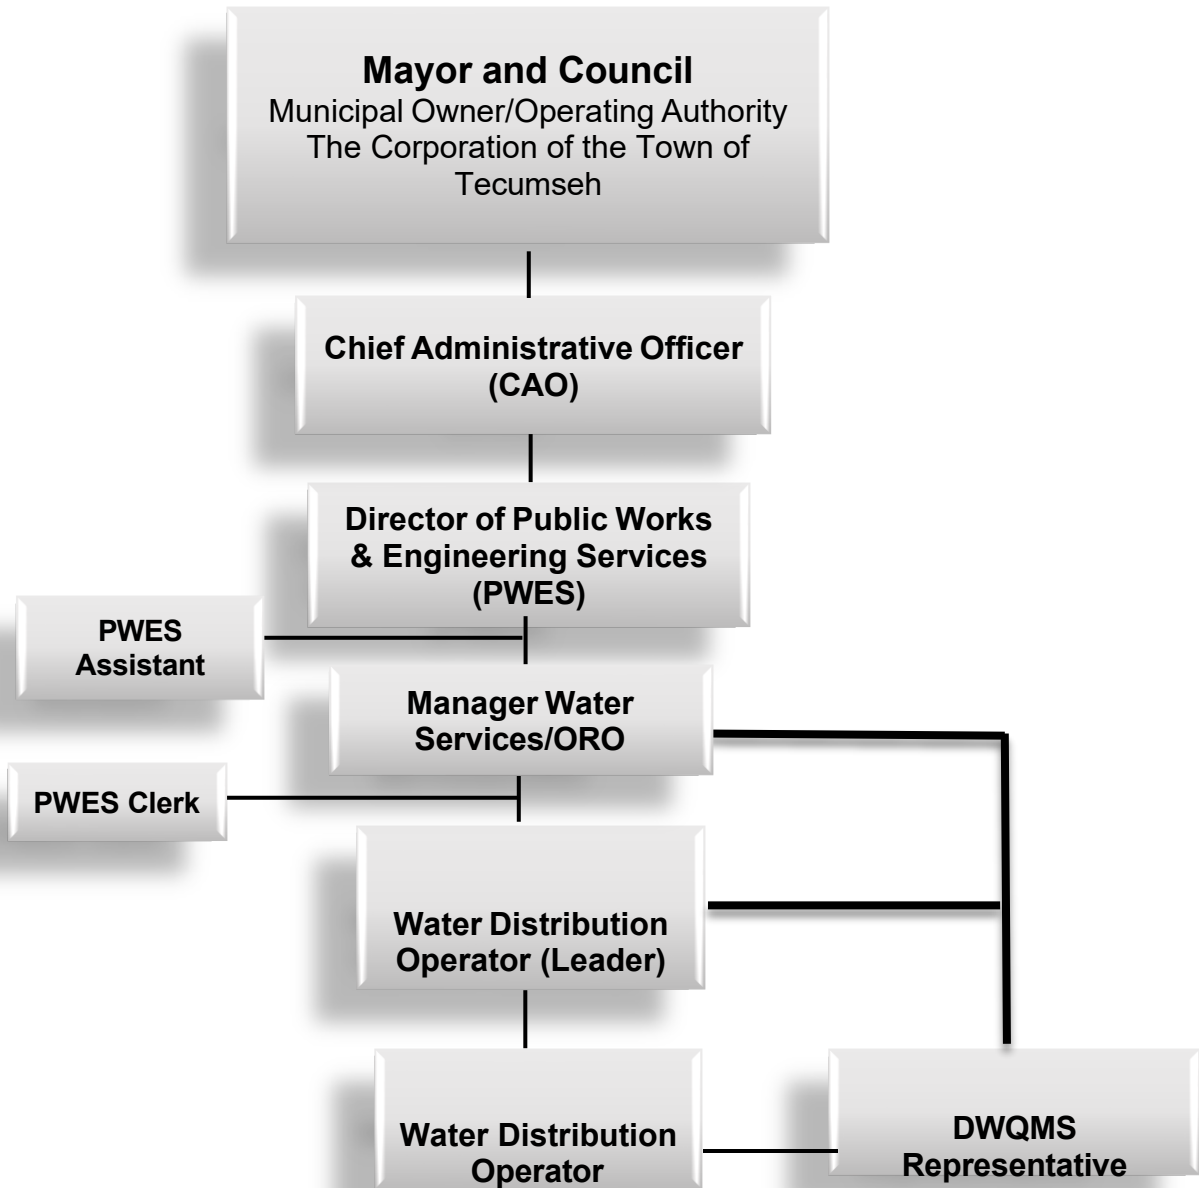 Mayor and Council
Municipal Owner/Operating Authority
The Corporation of the Town of
Tecumseh
Chief Administrative Officer
(CAO)
Director of Public Works
& Engineering Services
(PWES)
PWES
Assistant
Manager Water
Services/ORO
PWES Clerk
Water Distribution
Operator (Leader)
Water Distribution
Operator
DWQMS
Representative